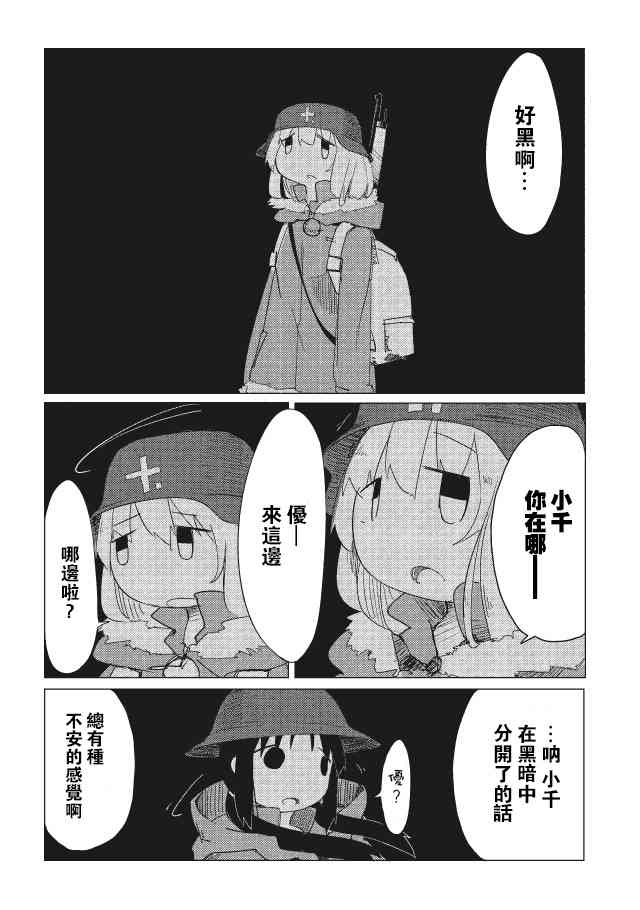 好黑啊…
小千
你在哪——
優—
來這邊
哪邊啦？
…吶 小千
在黑暗中
分開了的話
優？
總有種
不安的感覺啊